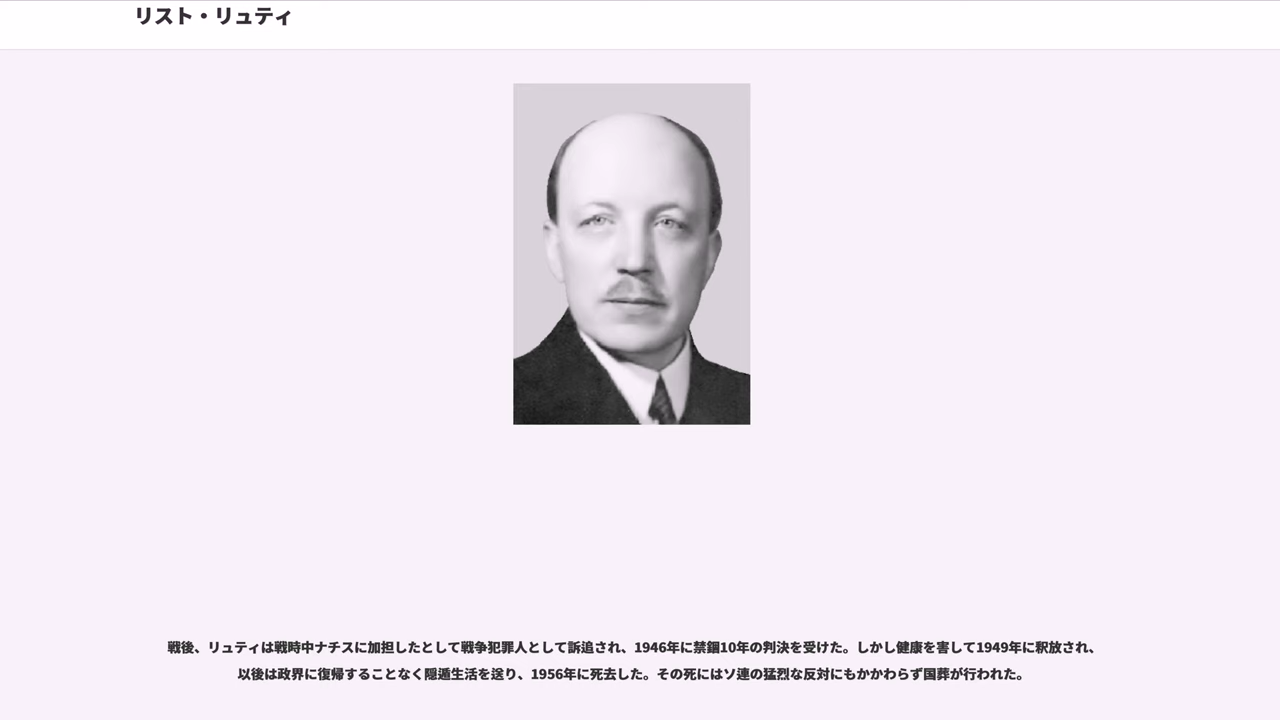 リスト・リュティ
戦後、リュティは戦時中ナチスに加担したとして戦争犯罪人として訴追され、1946年に禁錮10年の判決を受けた。しかし健康を害して1949年に釈放され、
以後は政界に復帰することなく隠遁生活を送り、1956年に死去した。その死にはソ連の猛烈な反対にもかかわらず国葬が行われた。